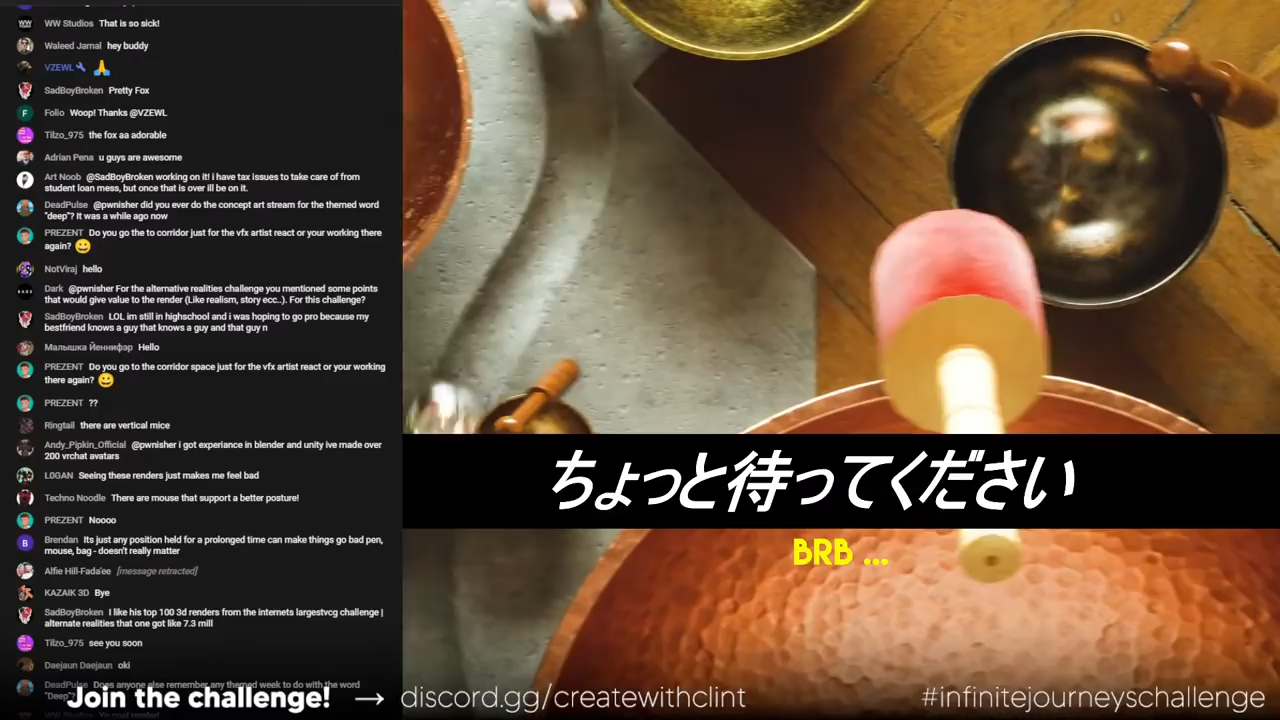 WW Studios That is so sick!
Waleed Jamal hey buddy
VZEWL 🙏
SadBoyBroken Pretty Fox
F Folio Woop! Thanks @VZEWL
Tilzo_975 the fox aa adorable
Adrian Pena u guys are awesome
Art Noob @SadBoyBroken working on it! i have tax issues to take care of from
student loan mess, but once that is over ill be on it.
DeadPulse @pwnisher did you ever do the concept art stream for the themed word
"deep"? It was a while ago now
PREZENT Do you go the to corridor just for the vfx artist react or your working there
again? 😀
NotViraj hello
Dark @pwnisher For the alternative realities challenge you mentioned some points
that would give value to the render (Like realism, story ecc..). For this challenge?
SadBoyBroken LOL im still in highschool and i was hoping to go pro because my
bestfriend knows a guy that knows a guy and that guy n
Малышка Йеннифэр Hello
PREZENT Do you go to the corridor space just for the vfx artist react or your working
there again? 😀
PREZENT ??
Ringtail there are vertical mice
Andy_Pipkin_Official @pwnisher i got experiance in blender and unity ive made over
200 vrchat avatars
L0GAN Seeing these renders just makes me feel bad
Techno Noodle There are mouse that support a better posture!
PREZENT Noooo
B Brendan Its just any position held for a prolonged time can make things go bad pen,
mouse, bag - doesn't really matter
Alfie Hill-Fada'ee [message retracted]
KAZAIK 3D Bye
SadBoyBroken I like his top 100 3d renders from the internets largestvcg challenge |
alternate realities that one got like 7.3 mill
Tilzo_975 see you soon
Daejaun Daejaun oki
DeadPulse Does anyone else remember any themed week to do with the word
"Deep"?
ちょっと待ってください
BRB ...
Join the challenge! → discord.gg/createwithclint
#infinitejourneyschallenge